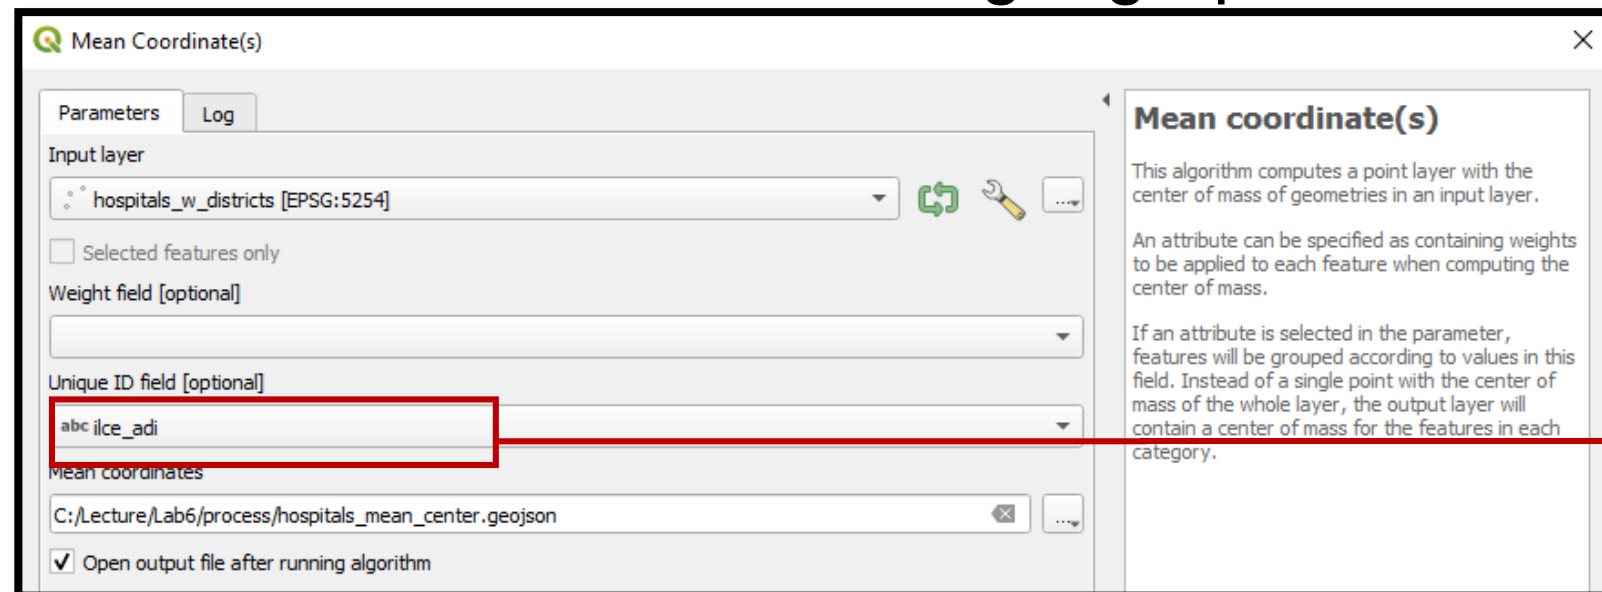 Mean Coordinate(s)
Parameters
Log
Input layer
hospitals_w_districts [EPSG:5254]
Selected features only
Weight field [optional]
Unique ID field [optional]
abc ilce_adi
Mean coordinates
C:/Lecture/Lab6/process/hospitals_mean_center.geojson
Open output file after running algorithm
Mean coordinate(s)
This algorithm computes a point layer with the
center of mass of geometries in an input layer.
An attribute can be specified as containing weights
to be applied to each feature when computing the
center of mass.
If an attribute is selected in the parameter,
features will be grouped according to values in this
field. Instead of a single point with the center of
mass of the whole layer, the output layer will
contain a center of mass for the features in each
category.